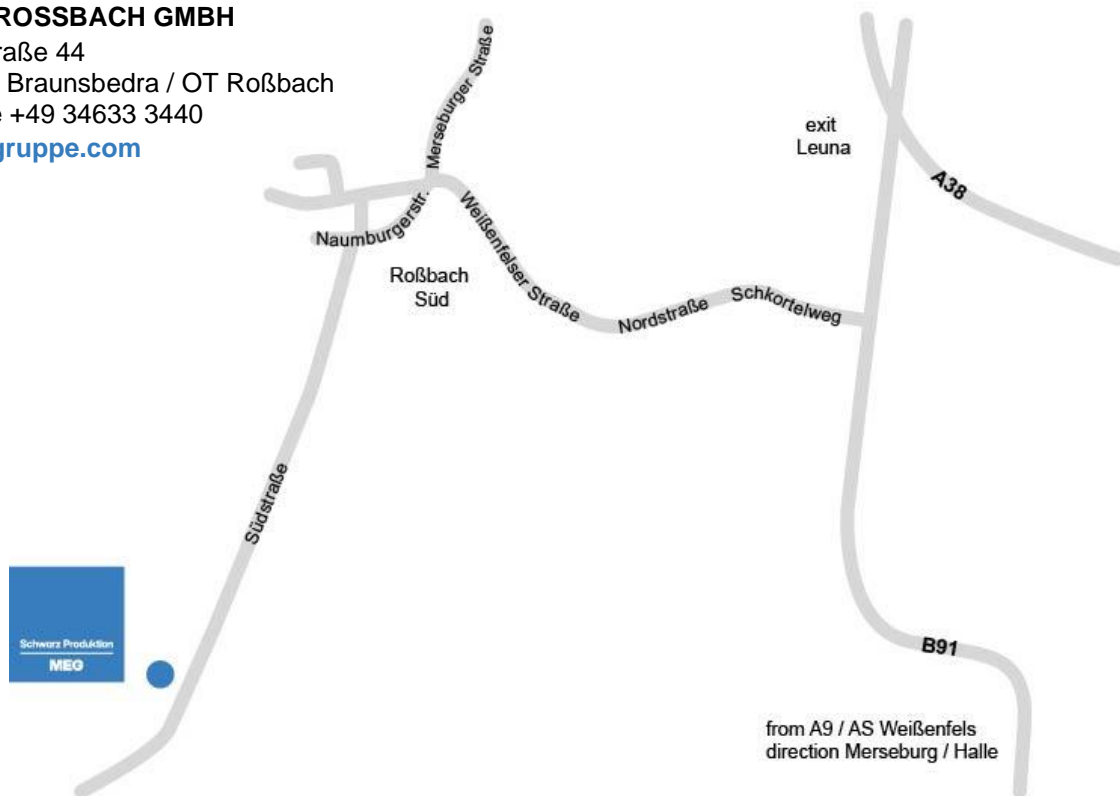 ROSSBACH GMBH
raße 44
Braunsbedra / OT Roßbach
+49 34633 3440
gruppe.com
Merseburger Straße
exit
Leuna
A38
Naumburgerstr.
Weißenfelser Straße
Roßbach
Süd
Nordstraße
Schkortelweg
Südstraße
Schwarz Produktion
MEG
B91
from A9 / AS Weißenfels
direction Merseburg / Halle